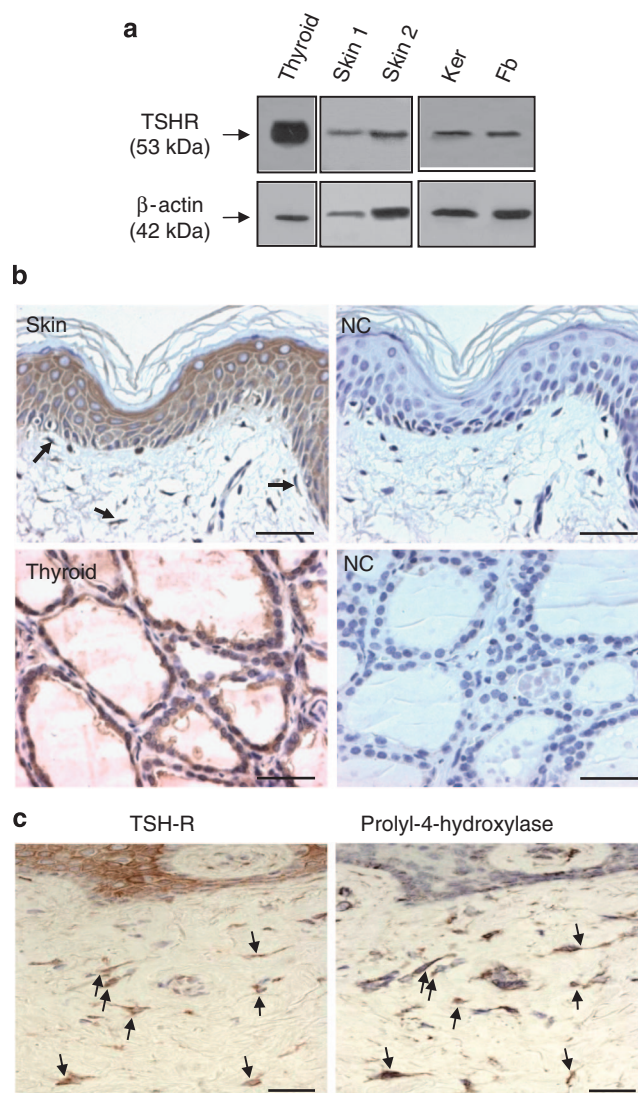 a
Thyroid
Skin 1
Skin 2
Ker
Fb
TSHR
(53 kDa)
β-actin
(42 kDa)
b
Skin
NC
Thyroid
NC
c
TSH-R
Prolyl-4-hydroxylase